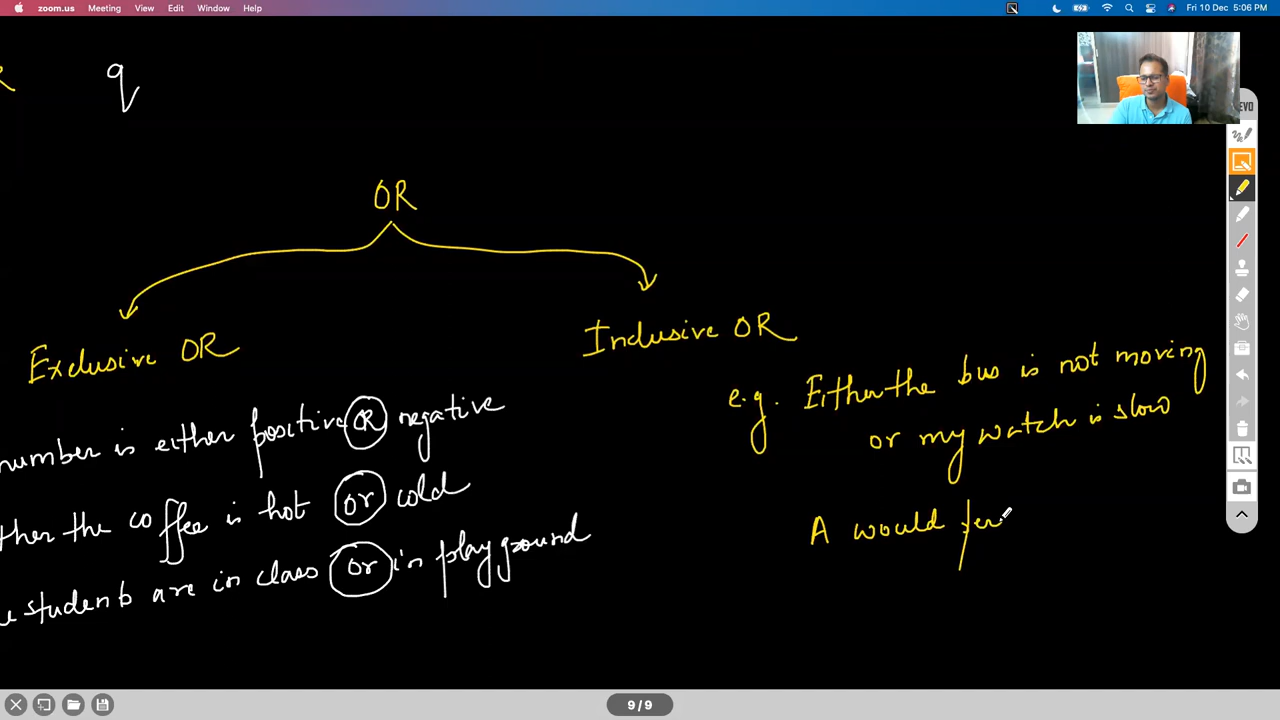 zoom.us Meeting View Edit Window Help Fri 10 Dec 5:06 PM
R q
EVO
OR
Exclusive OR
Inclusive OR
number is either positive OR negative
ther the coffee is hot or cold
students are in class or in playground
e.g. Either the bus is not moving
or my watch is slow
A would
9 / 9